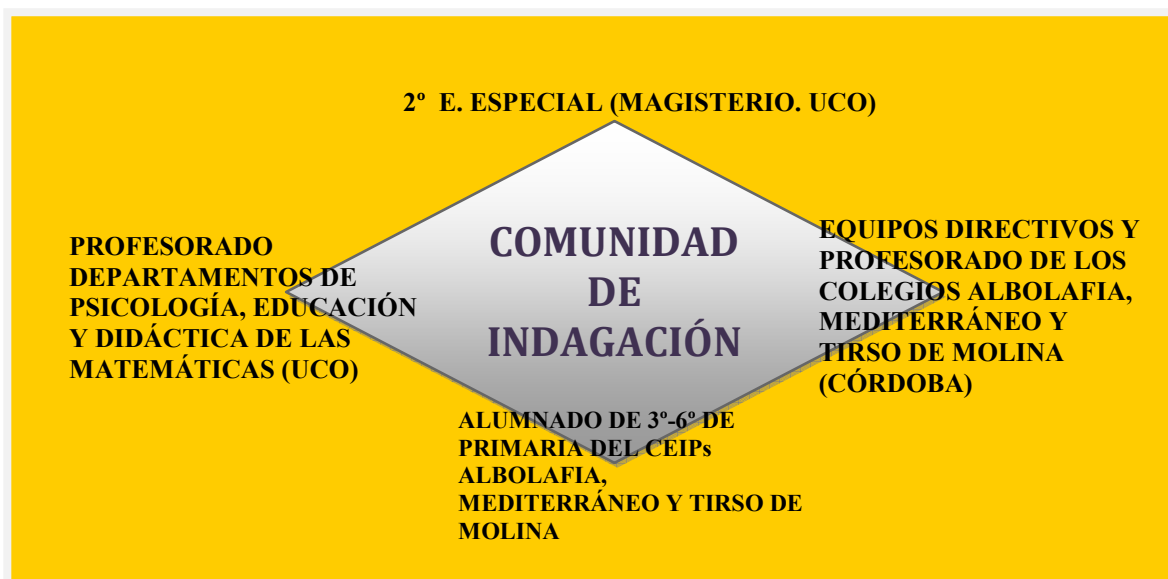 2º E. ESPECIAL (MAGISTERIO. UCO)
PROFESORADO
DEPARTAMENTOS DE
PSICOLOGÍA, EDUCACIÓN
Y DIDÁCTICA DE LAS
MATEMÁTICAS (UCO)
COMUNIDAD
DE
INDAGACIÓN
EQUIPOS DIRECTIVOS Y
PROFESORADO DE LOS
COLEGIOS ALBOLAFIA,
MEDITERRÁNEO Y
TIRSO DE MOLINA
(CÓRDOBA)
ALUMNADO DE 3º-6º DE
PRIMARIA DEL CEIPs
ALBOLAFIA,
MEDITERRÁNEO Y TIRSO DE
MOLINA